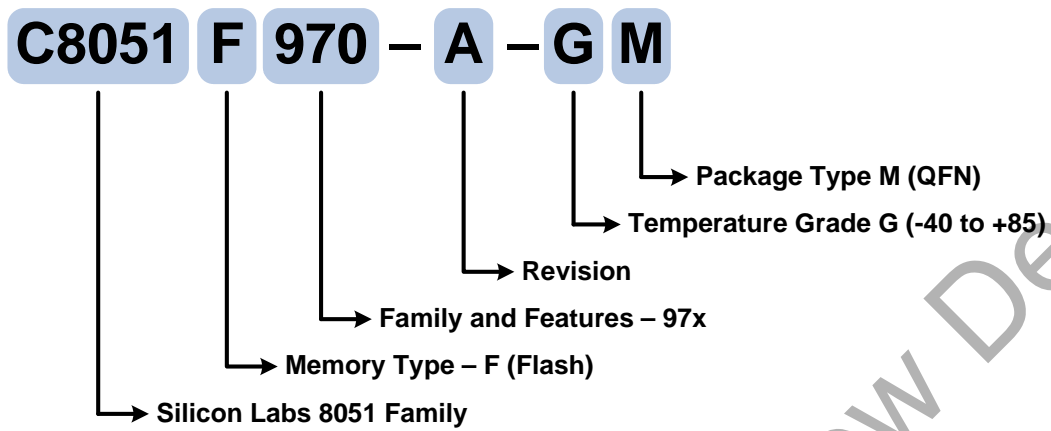 C8051 F 970 – A – G M
Package Type M (QFN)
Temperature Grade G (-40 to +85)
Revision
Family and Features – 97x
Memory Type – F (Flash)
Silicon Labs 8051 Family